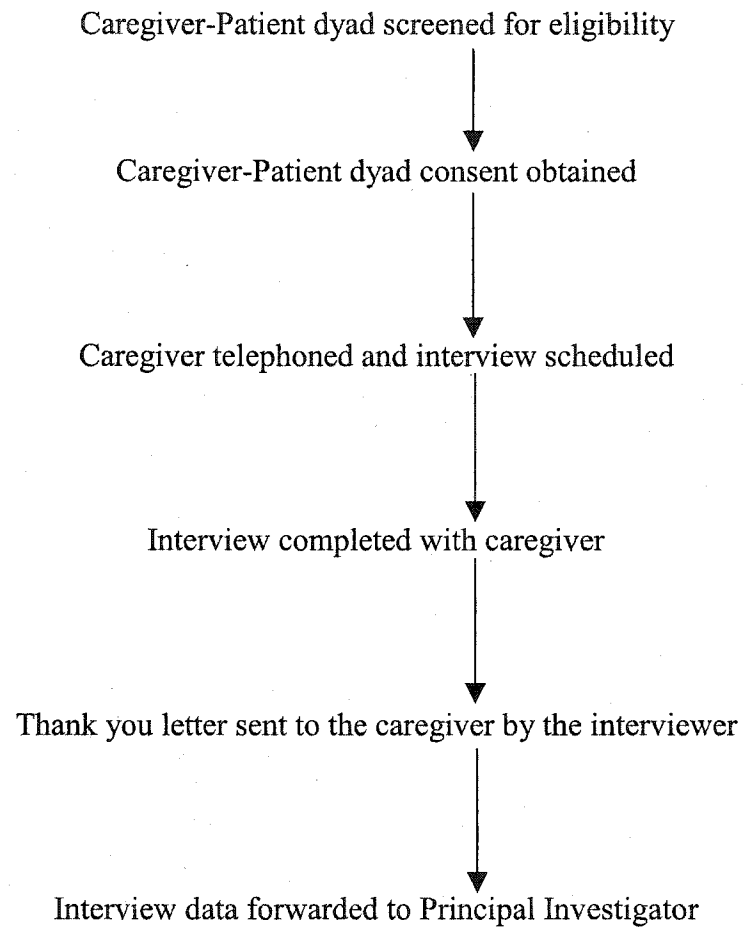 Caregiver-Patient dyad screened for eligibility
Caregiver-Patient dyad consent obtained
Caregiver telephoned and interview scheduled
Interview completed with caregiver
Thank you letter sent to the caregiver by the interviewer
Interview data forwarded to Principal Investigator